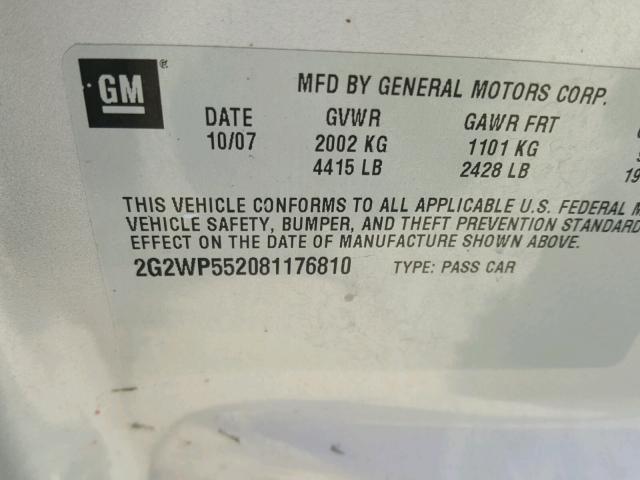 GM®
MFD BY GENERAL MOTORS CORP.
DATE GVWR GAWR FRT
10/07 2002 KG 1101 KG
4415 LB 2428 LB 19
THIS VEHICLE CONFORMS TO ALL APPLICABLE U.S. FEDERAL M
VEHICLE SAFETY, BUMPER, AND THEFT PREVENTION STANDARD
EFFECT ON THE DATE OF MANUFACTURE SHOWN ABOVE.
2G2WP552081176810 TYPE: PASS CAR